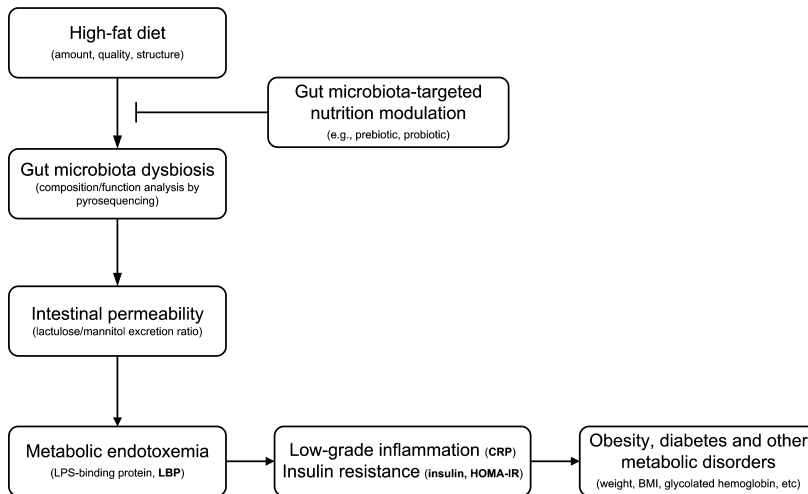 High-fat diet
(amount, quality, structure)
Gut microbiota-targeted
nutrition modulation
(e.g., prebiotic, probiotic)
Gut microbiota dysbiosis
(composition/function analysis by
pyrosequencing)
Intestinal permeability
(lactulose/mannitol excretion ratio)
Metabolic endotoxemia
(LPS-binding protein, LBP)
Low-grade inflammation (CRP)
Insulin resistance (insulin, HOMA-IR)
Obesity, diabetes and other
metabolic disorders
(weight, BMI, glycolated hemoglobin, etc)